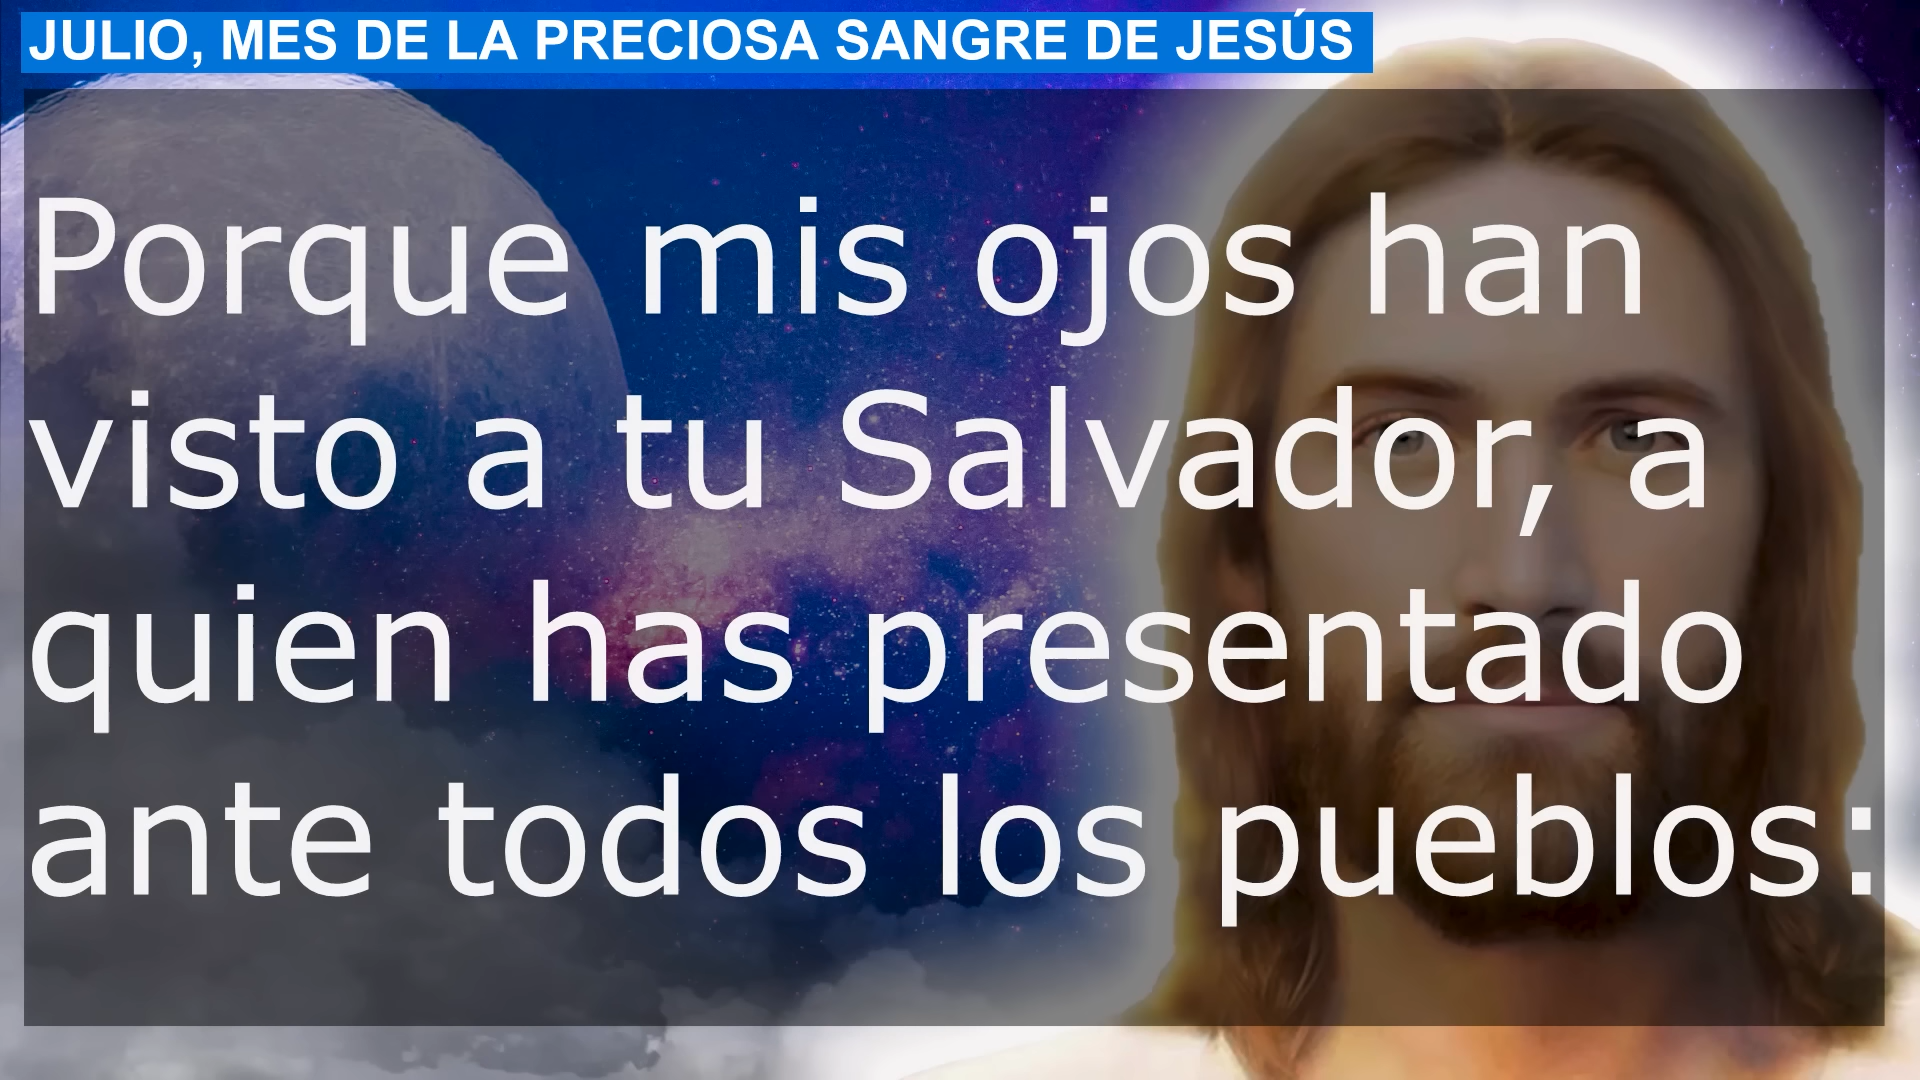 JULIO, MES DE LA PRECIOSA SANGRE DE JESÚS
Porque mis ojos han
visto a tu Salvador, a
quien has presentado
ante todos los pueblos: